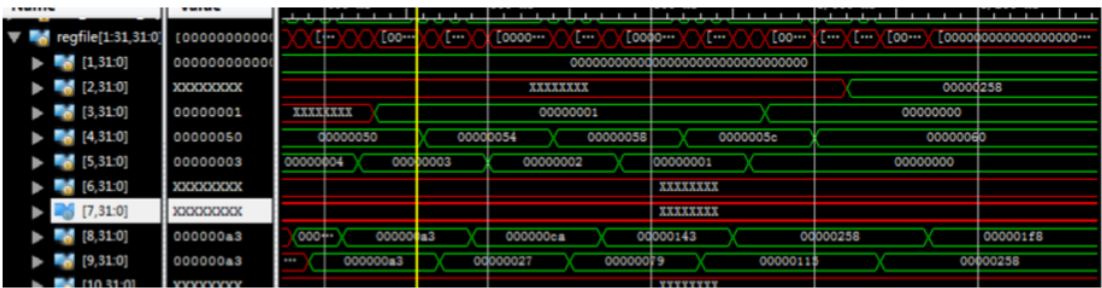 Name Value
regfile[1:31,31:0] [00000000000 [··· [00··· [··· [0000··· [0000··· [··· [00··· [··· [··· [00··· [0000000000000000000···
[1,31:0] 000000000000 00000000000000000000000000000000
[2,31:0] XXXXXXXX XXXXXXXX 00000258
[3,31:0] 00000001 XXXXXXXX 00000001 00000000
[4,31:0] 00000050 00000050 00000054 00000058 0000005c 00000060
[5,31:0] 00000003 00000004 00000003 00000002 00000001 00000000
[6,31:0] XXXXXXXX XXXXXXXX
[7,31:0] XXXXXXXX XXXXXXXX
[8,31:0] 000000a3 000··· 000000a3 000000ca 00000143 00000258 000001f8
[9,31:0] 000000a3 ··· 000000a3 00000027 00000079 00000115 00000258
[10,31:0] XXXXXXXX XXXXXXXX